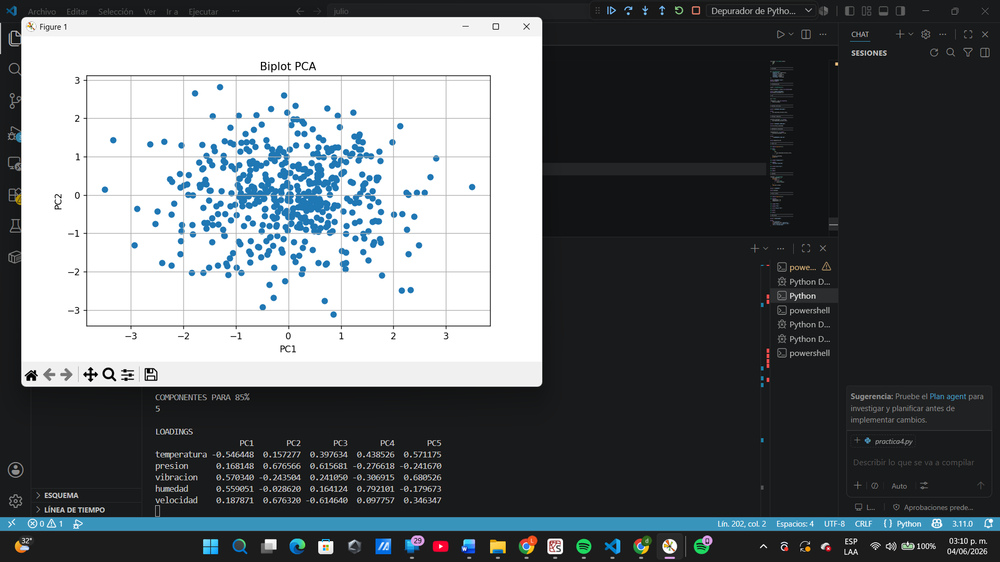 Archivo Editar Selección Ver Ir a Ejecutar ···
julio
Depurador de Pytho...
Figure 1
Biplot PCA
3
2
1
0
−1
−2
−3
PC2
−3 −2 −1 0 1 2 3
PC1
CHAT
SESIONES
powe...
Python D...
Python
powershell
Python D...
Python D...
powershell
COMPONENTES PARA 85%
5
LOADINGS
PC1 PC2 PC3 PC4 PC5
temperatura -0.546448 0.157277 0.397634 0.438526 0.571175
presion 0.168148 0.676566 0.615681 -0.276618 -0.241670
vibracion 0.570340 -0.243504 0.241050 -0.306915 0.680526
humedad 0.559051 -0.028620 0.164124 0.792101 -0.179673
velocidad 0.187871 0.676320 -0.614640 0.097757 0.346347
ESQUEMA
LÍNEA DE TIEMPO
Sugerencia: Pruebe el Plan agent para
investigar y planificar antes de
implementar cambios.
practica4.py
Describir lo que se va a compilar
Auto
L... Aprobaciones prede...
0 1
Lín. 202, col. 2 Espacios: 4 UTF-8 CRLF { } Python 3.11.0
32°
29
L
d
ESP
LAA
100%
03:10 p. m.
04/06/2026